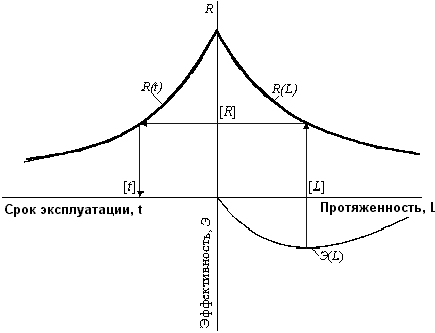 R
R(t)
R(L)
[R]
[t]
[L]
Срок эксплуатации, t
Протяженность, L
Эффективность, Э
Э(L)